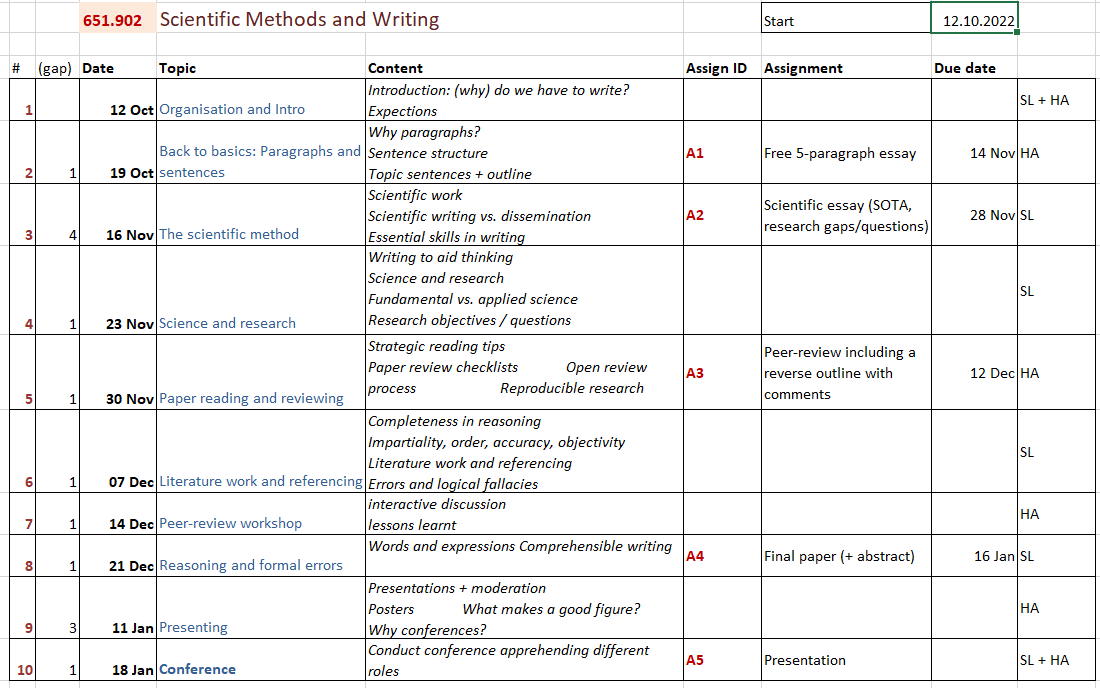 651.902 Scientific Methods and Writing Start 12.10.2022
# (gap) Date Topic Content Assign ID Assignment Due date
1 12 Oct Organisation and Intro Introduction: (why) do we have to write? SL + HA
Expections
2 1 19 Oct Back to basics: Paragraphs and sentences Why paragraphs? A1 Free 5-paragraph essay 14 Nov HA
Sentence structure
Topic sentences + outline
3 4 16 Nov The scientific method Scientific work A2 Scientific essay (SOTA, research gaps/questions) 28 Nov SL
Scientific writing vs. dissemination
Essential skills in writing
4 1 23 Nov Science and research Writing to aid thinking SL
Science and research
Fundamental vs. applied science
Research objectives / questions
5 1 30 Nov Paper reading and reviewing Strategic reading tips A3 Peer-review including a reverse outline with comments 12 Dec HA
Paper review checklists Open review
process Reproducible research
6 1 07 Dec Literature work and referencing Completeness in reasoning SL
Impartiality, order, accuracy, objectivity
Literature work and referencing
Errors and logical fallacies
7 1 14 Dec Peer-review workshop interactive discussion HA
lessons learnt
8 1 21 Dec Reasoning and formal errors Words and expressions Comprehensible writing A4 Final paper (+ abstract) 16 Jan SL
9 3 11 Jan Presenting Presentations + moderation HA
Posters What makes a good figure?
Why conferences?
10 1 18 Jan Conference Conduct conference apprehending different A5 Presentation SL + HA
roles